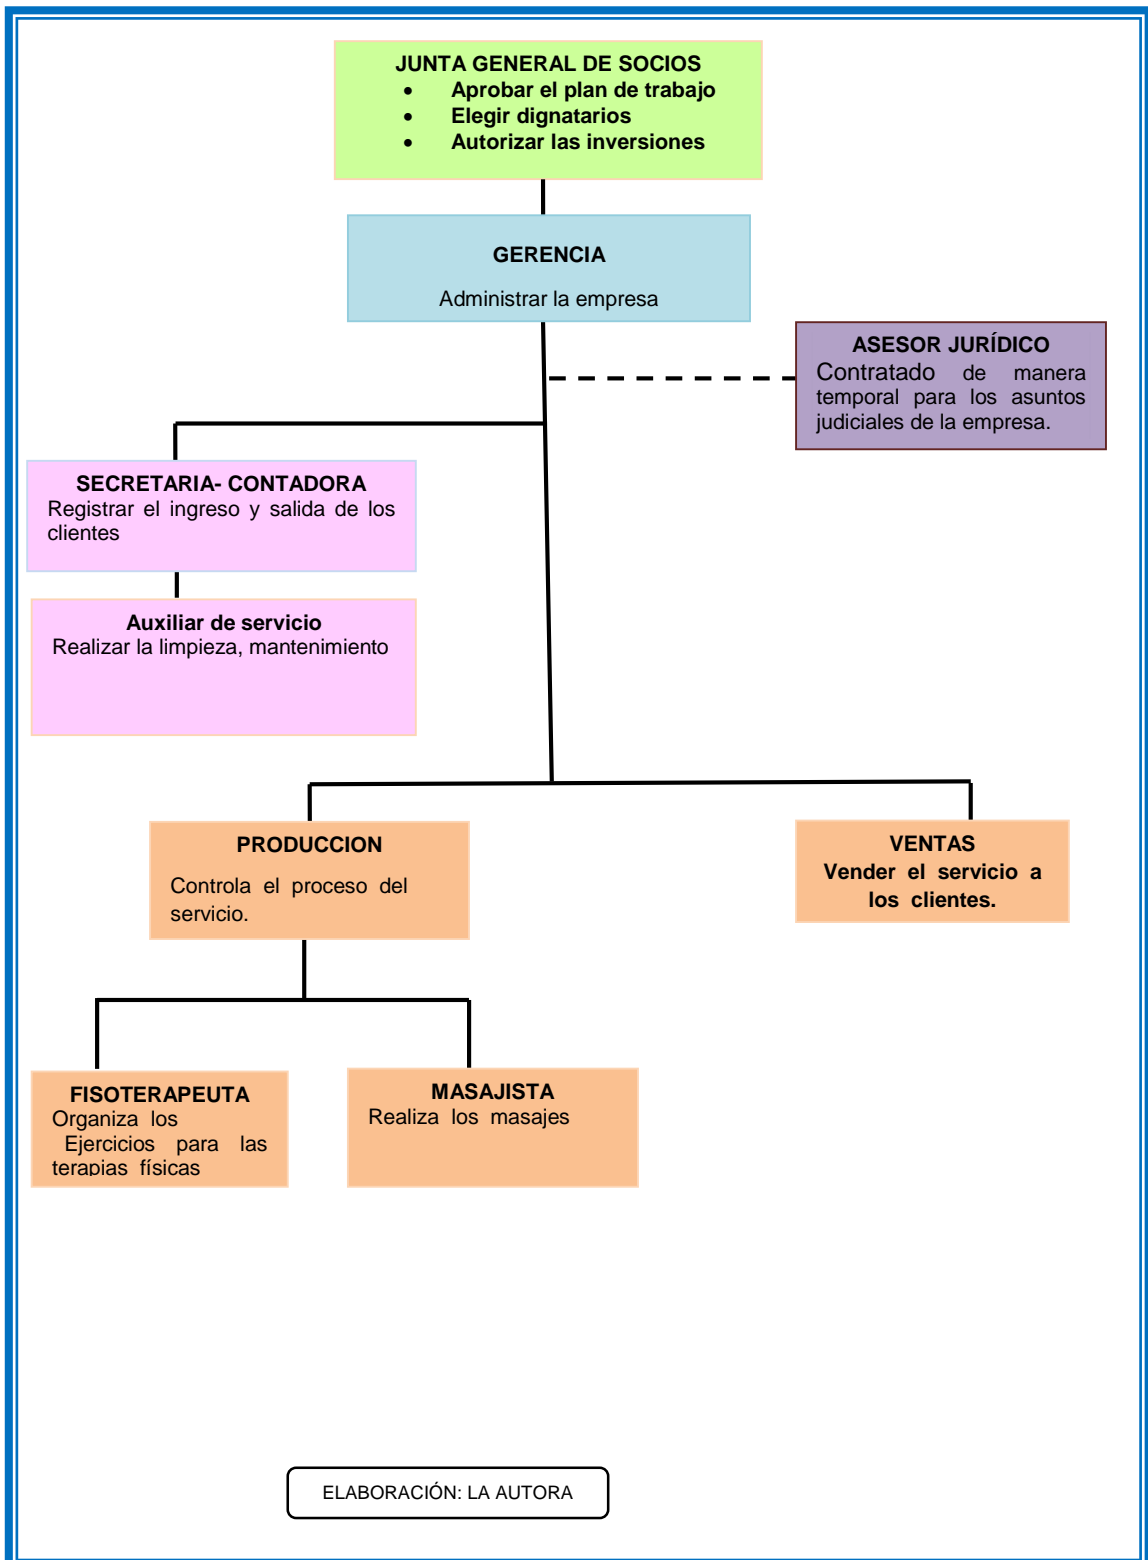 JUNTA GENERAL DE SOCIOS
• Aprobar el plan de trabajo
• Elegir dignatarios
• Autorizar las inversiones
GERENCIA
Administrar la empresa
ASESOR JURÍDICO
Contratado de manera
temporal para los asuntos
judiciales de la empresa.
SECRETARIA- CONTADORA
Registrar el ingreso y salida de los
clientes
Auxiliar de servicio
Realizar la limpieza, mantenimiento
PRODUCCION
Controla el proceso del
servicio.
VENTAS
Vender el servicio a
los clientes.
FISOTERAPEUTA
Organiza los
Ejercicios para las
terapias físicas
MASAJISTA
Realiza los masajes
ELABORACIÓN: LA AUTORA